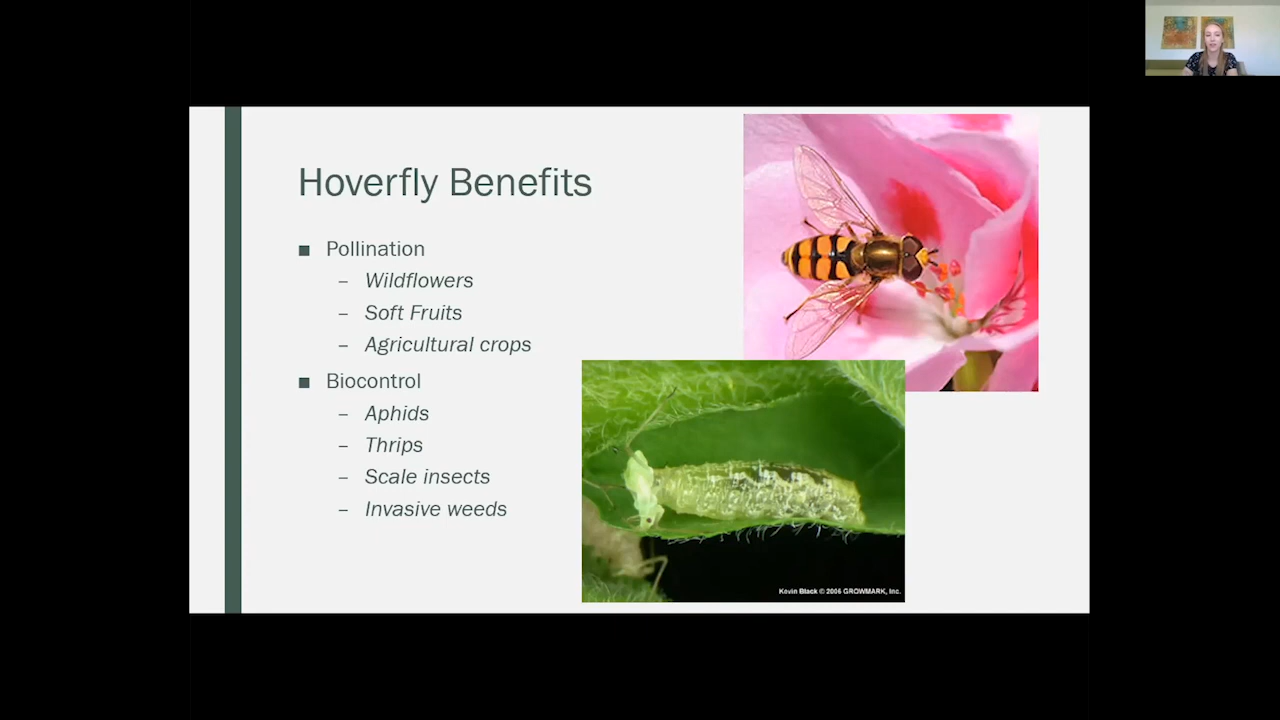 Hoverfly Benefits
■ Pollination
– Wildflowers
– Soft Fruits
– Agricultural crops
■ Biocontrol
– Aphids
– Thrips
– Scale insects
– Invasive weeds
Kevin Black © 2006 GROWMARK, Inc.